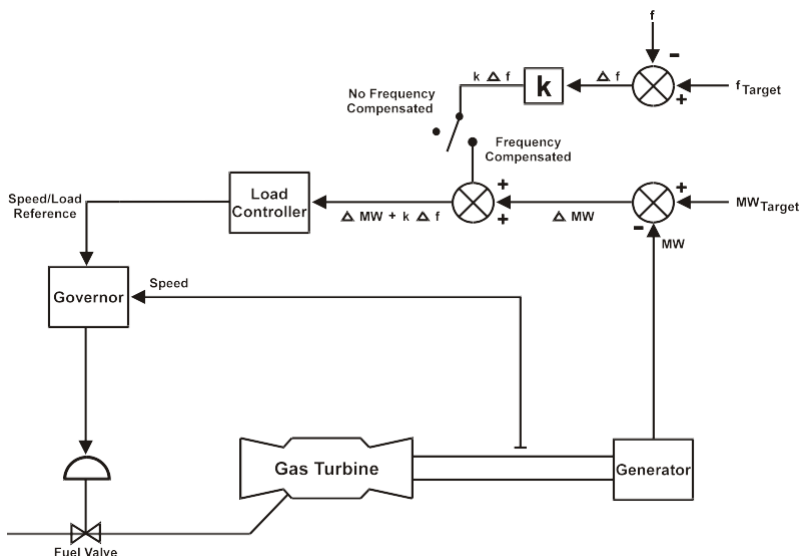 f
−
k Δ f
k
Δ f
+
f Target
No Frequency
Compensated
Frequency
Compensated
Speed/Load
Reference
Load
Controller
Δ MW + k Δ f
+
+
Δ MW
+
−
MW Target
MW
Governor
Speed
Gas Turbine
Generator
Fuel Valve